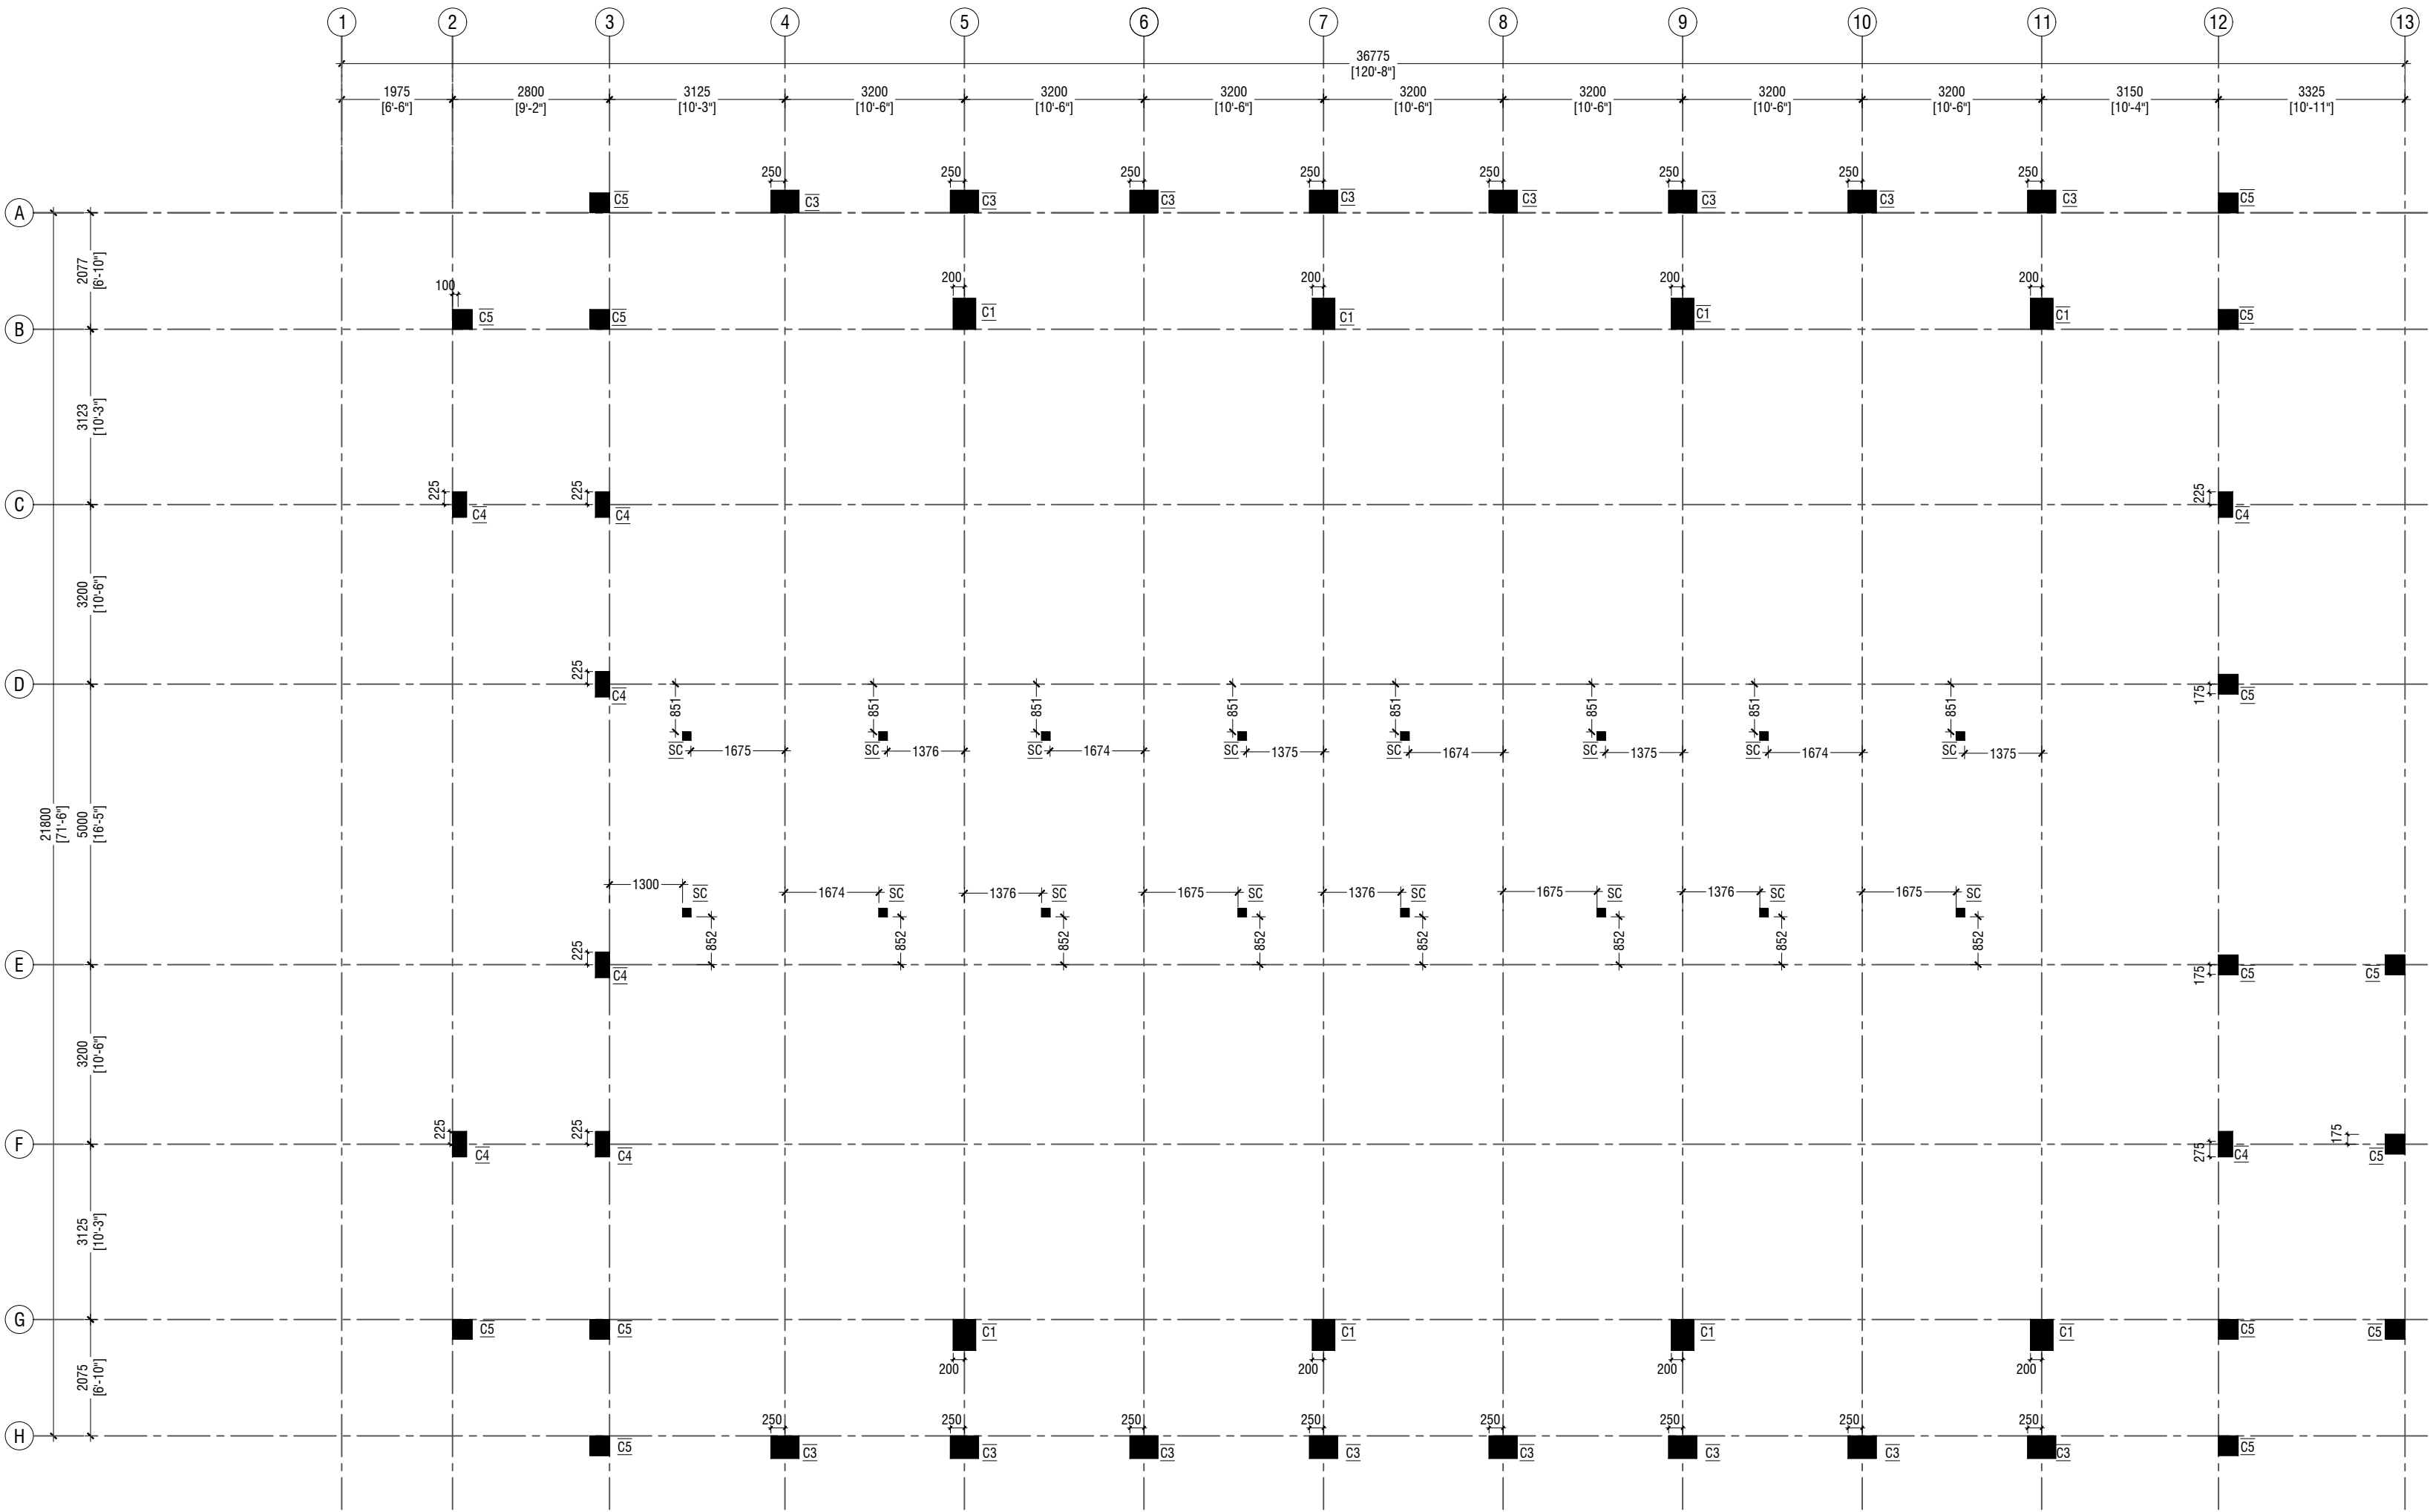 1 2 3 4 5 6 7 8 9 10 11 12 13
36775
[120'-8"]
1975 2800 3125 3200 3200 3200 3200 3200 3200 3200 3150 3325
[6'-6"] [9'-2"] [10'-3"] [10'-6"] [10'-6"] [10'-6"] [10'-6"] [10'-6"] [10'-6"] [10'-6"] [10'-4"] [10'-11"]
250 250 250 250 250 250 250 250
C5 C3 C3 C3 C3 C3 C3 C3 C3 C5
A
2077
[6'-10"]
100 200 200 200 200
C5 C5 C1 C1 C1 C1 C5
B
3123
[10'-3"]
225 225 225
C
C4 C4 C4
3200
[10'-6"]
225
D
C4 175 C5
851 851 851 851 851 851 851 851
SC 1675 SC 1376 SC 1674 SC 1375 SC 1674 SC 1375 SC 1674 SC 1375
21800
[71'-6"]
5000
[16'-5"]
1300 SC 1674 SC 1376 SC 1675 SC 1376 SC 1675 SC 1376 SC 1675 SC
852 852 852 852 852 852 852 852
225
E
C4 175 C5 C5
3200
[10'-6"]
225 225 175
F
C4 C4 275 C4 C5
3125
[10'-3"]
G
C5 C5 C1 C1 C1 C1 C5 C5
200 200 200 200
2075
[6'-10"]
250 250 250 250 250 250 250 250
H
C5 C3 C3 C3 C3 C3 C3 C3 C3 C5